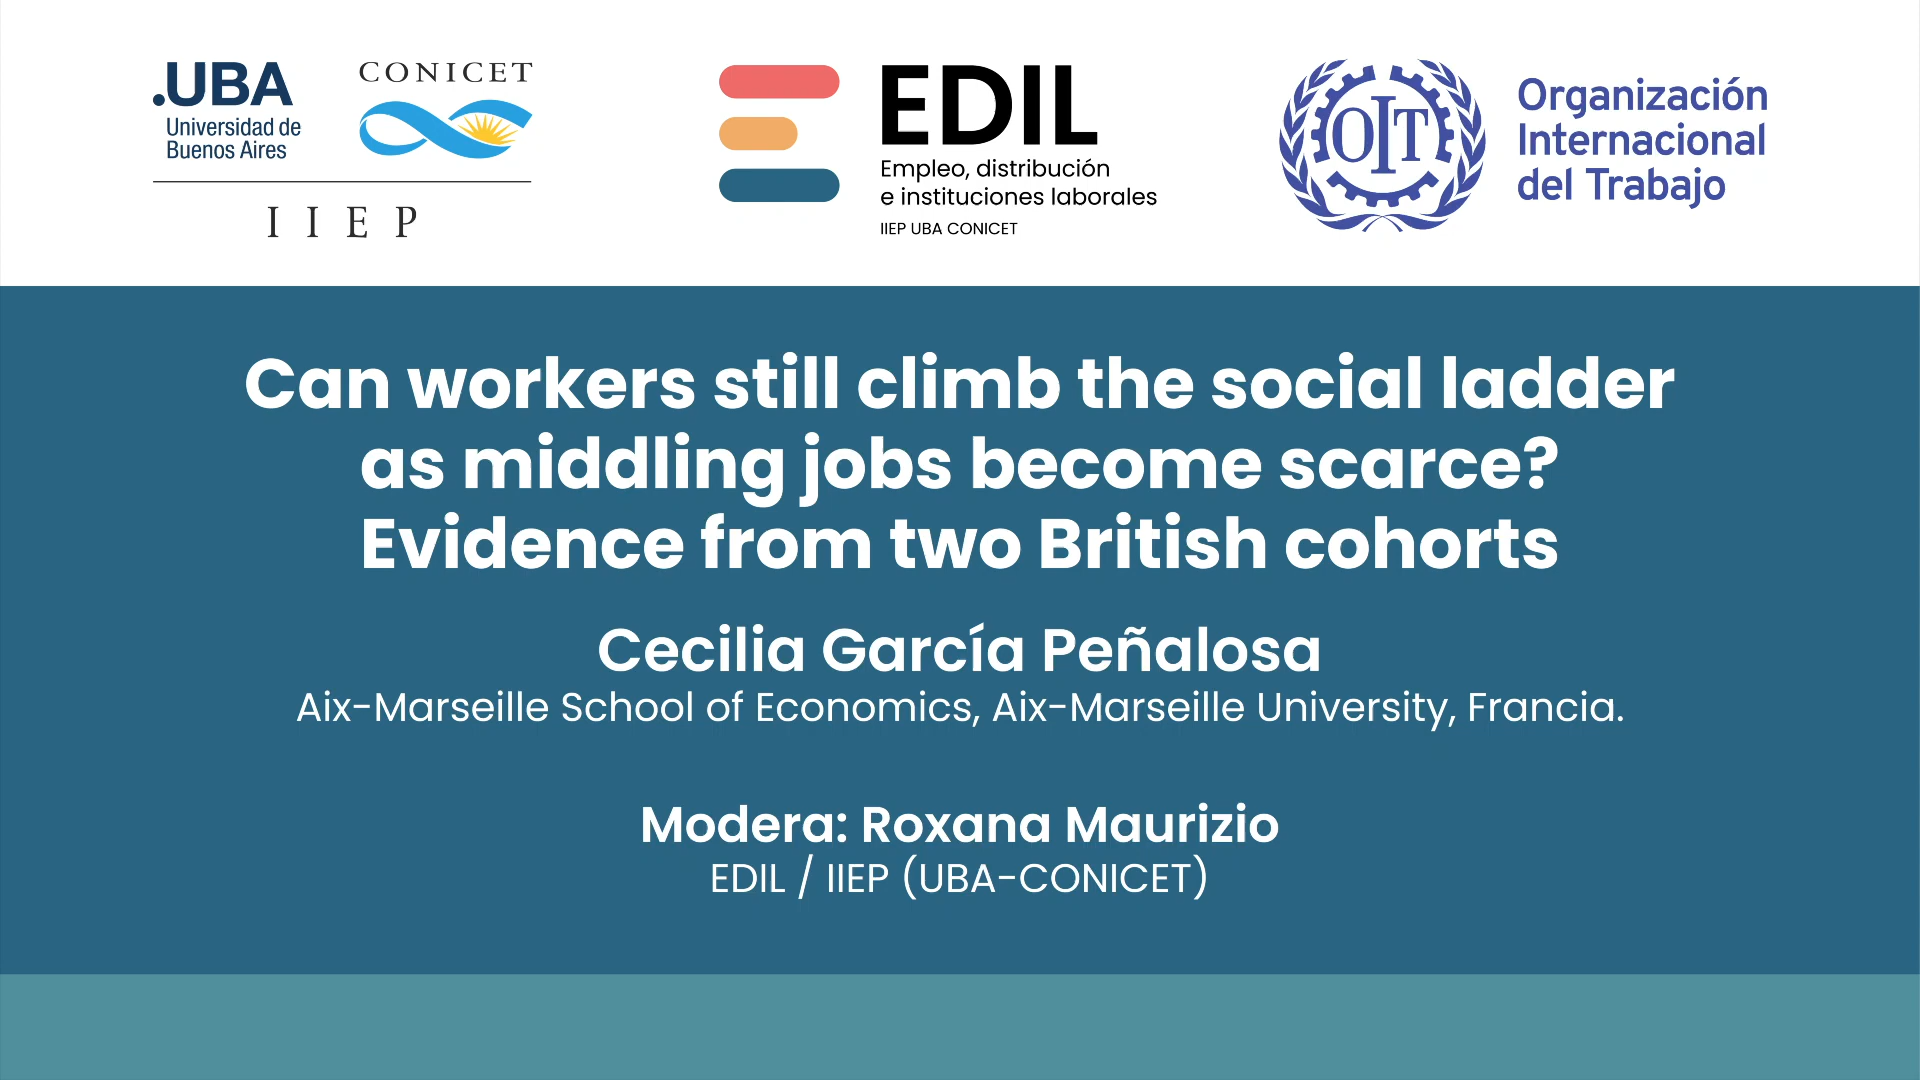 .UBA
Universidad de
Buenos Aires
CONICET
IIEP
EDIL
Empleo, distribución
e instituciones laborales
IIEP UBA CONICET
OIT
Organización
Internacional
del Trabajo
Can workers still climb the social ladder
as middling jobs become scarce?
Evidence from two British cohorts
Cecilia García Peñalosa
Aix-Marseille School of Economics, Aix-Marseille University, Francia.
Modera: Roxana Maurizio
EDIL / IIEP (UBA-CONICET)